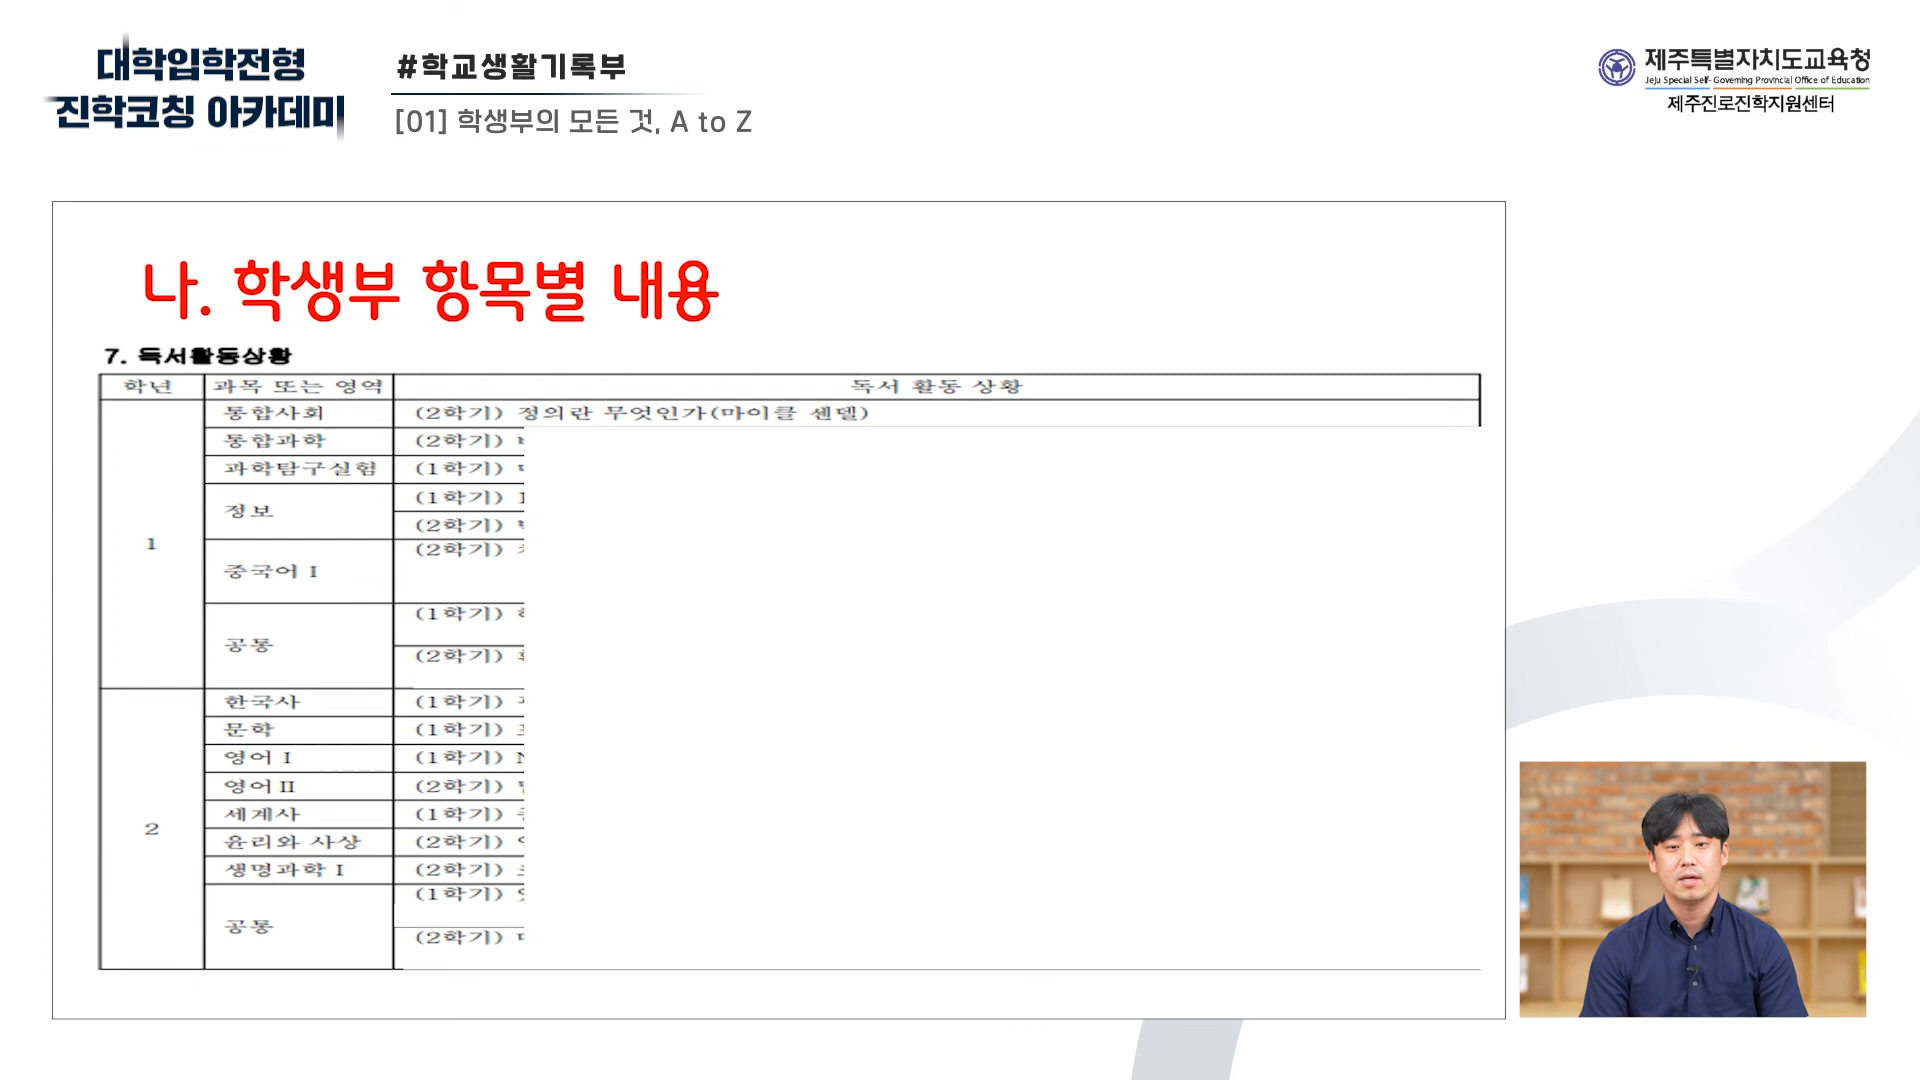 대학입학전형
진학코칭 아카데미
#학교생활기록부
[01] 학생부의 모든 것, A to Z
제주특별자치도교육청
Jeju Special Self- Governing Provincial Office of Education
제주진로진학지원센터
나. 학생부 항목별 내용
7. 독서활동상황
학년 과목 또는 영역 독서 활동 상황
1
통합사회 (2학기) 정의란 무엇인가(마이클 센델)
통합과학 (2학기)
과학탐구실험 (1학기)
정보 (1학기)
(2학기)
중국어 I (2학기)
공통 (1학기)
(2학기)
2
한국사 (1학기)
문학 (1학기)
영어 I (1학기)
영어 II (2학기)
세계사 (1학기)
윤리와 사상 (2학기)
생명과학 I (2학기)
공통 (1학기)
(2학기)